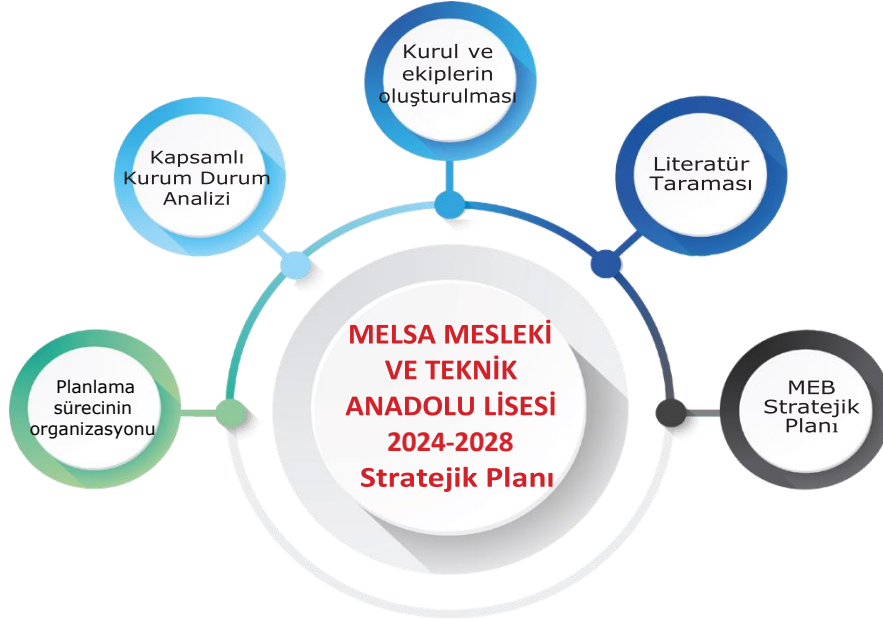 Kurul ve
ekiplerin
oluşturulması
Kapsamlı
Kurum Durum
Analizi
Literatür
Taraması
Planlama
sürecinin
organizasyonu
MELSA MESLEKİ
VE TEKNİK
ANADOLU LİSESİ
2024-2028
Stratejik Planı
MEB
Stratejik
Planı